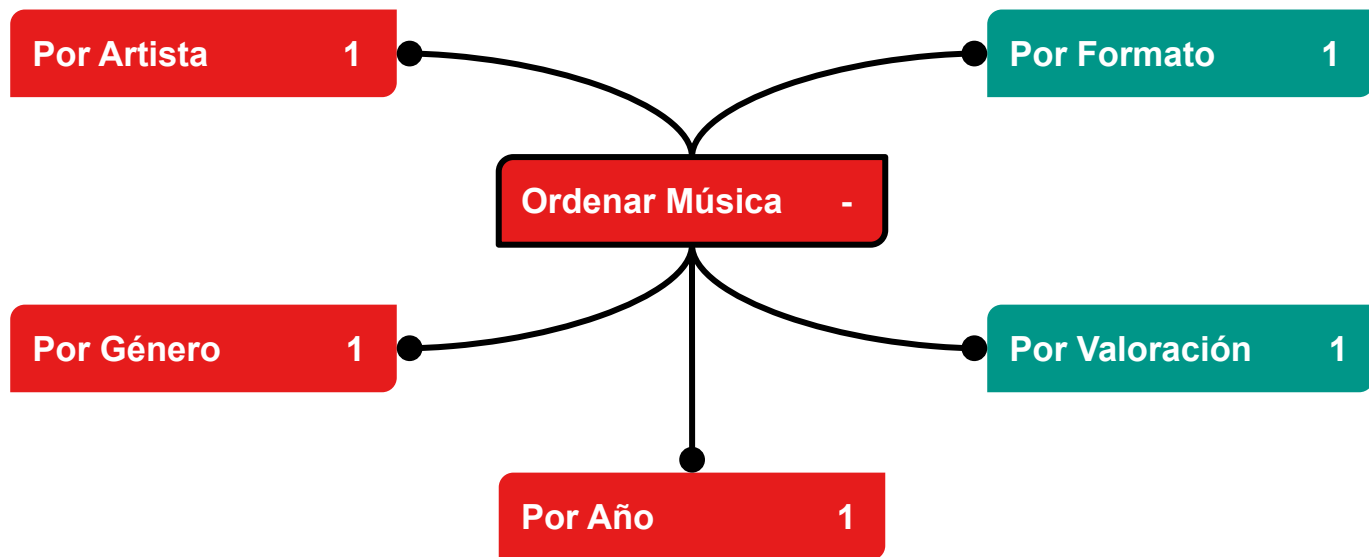 Por Artista 1
Por Formato 1
Ordenar Música -
Por Género 1
Por Valoración 1
Por Año 1